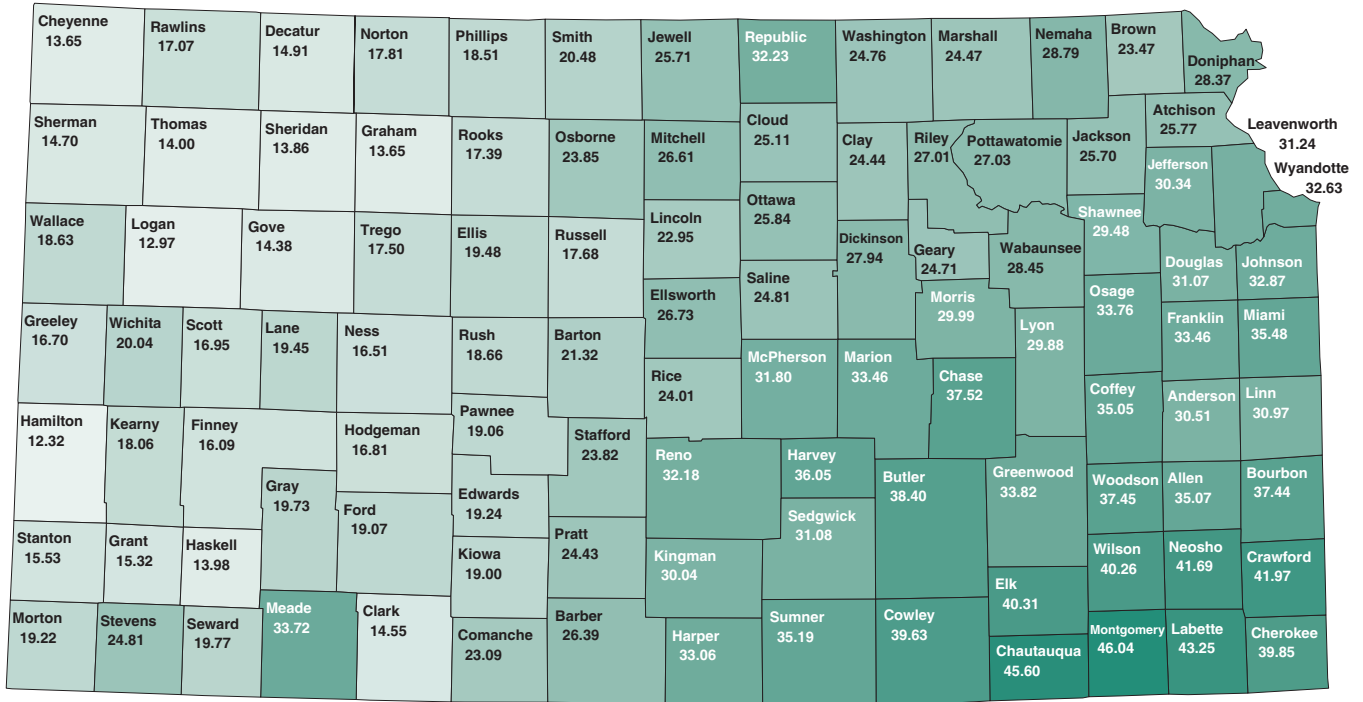 Cheyenne
13.65
Rawlins
17.07
Decatur
14.91
Norton
17.81
Phillips
18.51
Smith
20.48
Jewell
25.71
Republic
32.23
Washington
24.76
Marshall
24.47
Nemaha
28.79
Brown
23.47
Doniphan
28.37
Sherman
14.70
Thomas
14.00
Sheridan
13.86
Graham
13.65
Rooks
17.39
Osborne
23.85
Mitchell
26.61
Cloud
25.11
Clay
24.44
Riley
27.01
Pottawatomie
27.03
Jackson
25.70
Atchison
25.77
Leavenworth
31.24
Jefferson
30.34
Wyandotte
32.63
Wallace
18.63
Logan
12.97
Gove
14.38
Trego
17.50
Ellis
19.48
Russell
17.68
Lincoln
22.95
Ottawa
25.84
Dickinson
27.94
Geary
24.71
Wabaunsee
28.45
Shawnee
29.48
Douglas
31.07
Johnson
32.87
Ellsworth
26.73
Saline
24.81
Morris
29.99
Osage
33.76
Greeley
16.70
Wichita
20.04
Scott
16.95
Lane
19.45
Ness
16.51
Rush
18.66
Barton
21.32
McPherson
31.80
Marion
33.46
Lyon
29.88
Franklin
33.46
Miami
35.48
Rice
24.01
Chase
37.52
Coffey
35.05
Anderson
30.51
Linn
30.97
Hamilton
12.32
Kearny
18.06
Finney
16.09
Hodgeman
16.81
Pawnee
19.06
Stafford
23.82
Reno
32.18
Harvey
36.05
Butler
38.40
Greenwood
33.82
Woodson
37.45
Allen
35.07
Bourbon
37.44
Gray
19.73
Ford
19.07
Edwards
19.24
Sedgwick
31.08
Stanton
15.53
Grant
15.32
Haskell
13.98
Kiowa
19.00
Pratt
24.43
Kingman
30.04
Wilson
40.26
Neosho
41.69
Crawford
41.97
Elk
40.31
Morton
19.22
Stevens
24.81
Seward
19.77
Meade
33.72
Clark
14.55
Comanche
23.09
Barber
26.39
Harper
33.06
Sumner
35.19
Cowley
39.63
Chautauqua
45.60
Montgomery
46.04
Labette
43.25
Cherokee
39.85